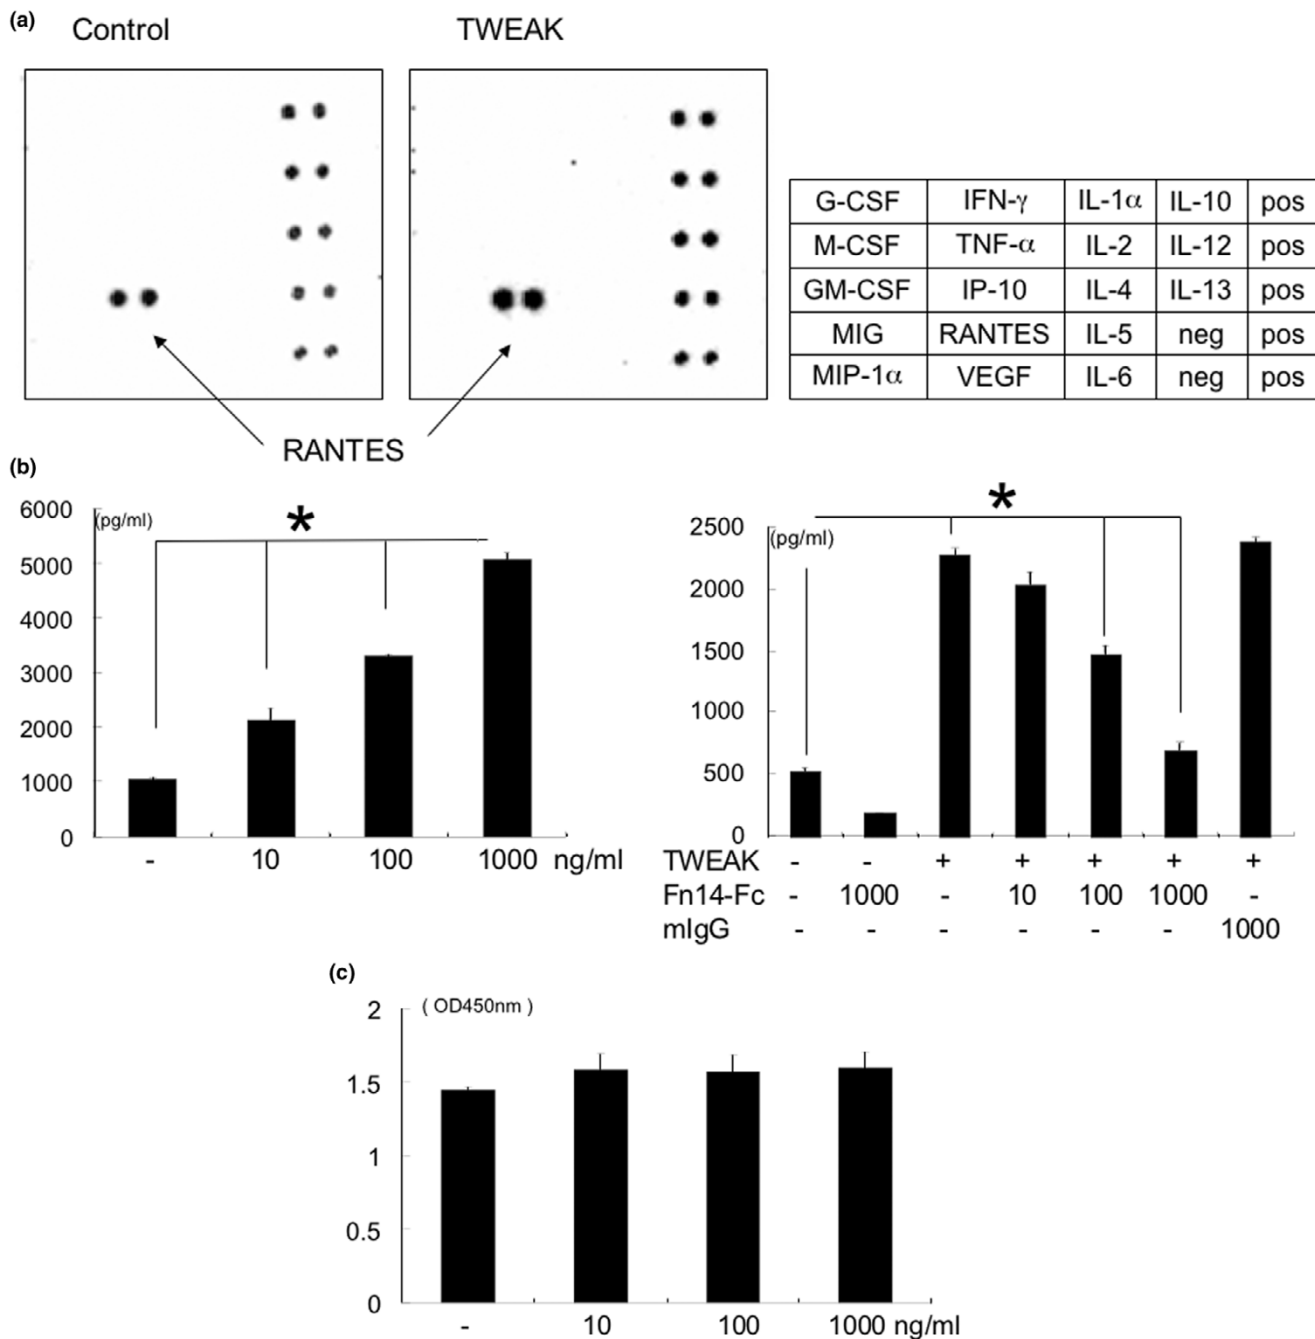 (a)
Control
TWEAK
G-CSF IFN-γ IL-1α IL-10 pos
M-CSF TNF-α IL-2 IL-12 pos
GM-CSF IP-10 IL-4 IL-13 pos
MIG RANTES IL-5 neg pos
MIP-1α VEGF IL-6 neg pos
RANTES
(b)
6000
(pg/ml)
*
5000
4000
3000
2000
1000
0
- 10 100 1000 ng/ml
*
2500
(pg/ml)
2000
1500
1000
500
0
TWEAK - - + + + + +
Fn14-Fc - 1000 - 10 100 1000 -
mIgG - - - - - - 1000
(c)
2
( OD450nm )
1.5
1
0.5
0
- 10 100 1000 ng/ml